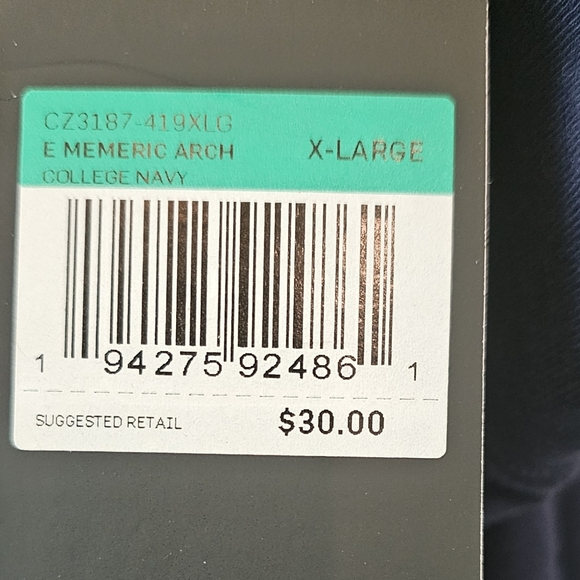 CZ3187-419XLG
E MEMERIC ARCH
X-LARGE
COLLEGE NAVY
1 94275 92486 1
SUGGESTED RETAIL $30.00